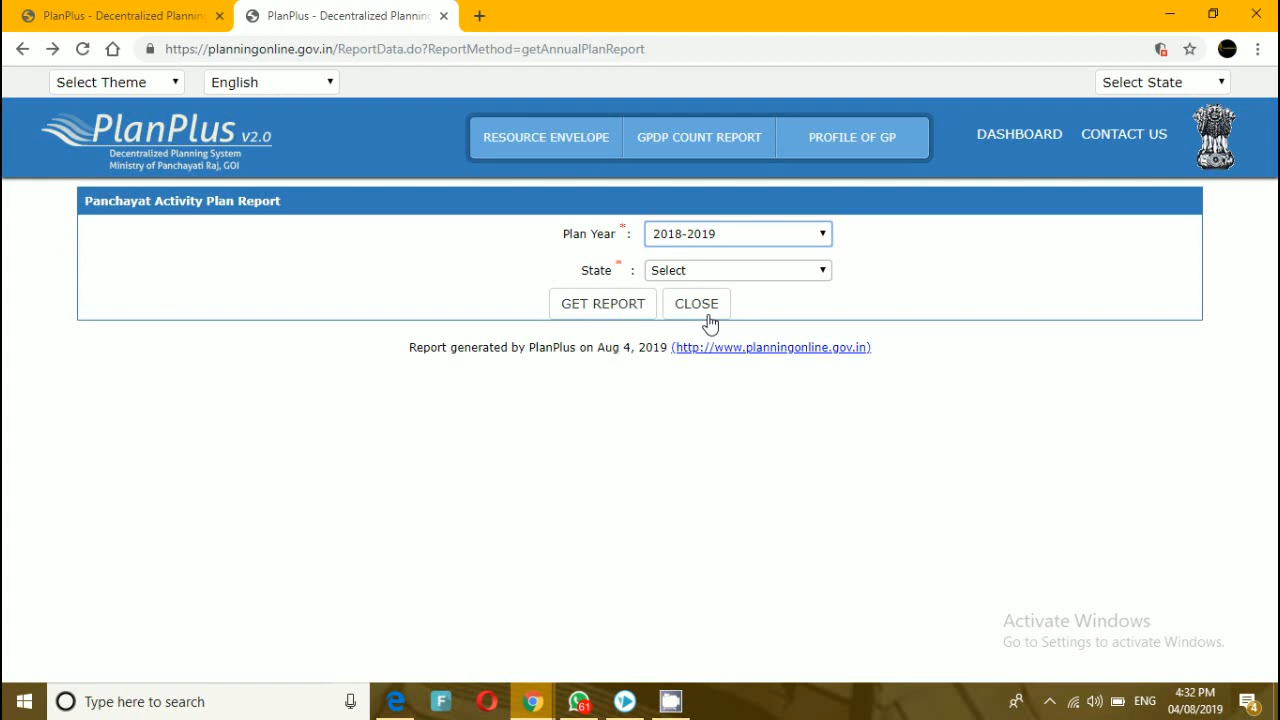 PlanPlus - Decentralized Planning
PlanPlus - Decentralized Planning
https://planningonline.gov.in/ReportData.do?ReportMethod=getAnnualPlanReport
Select Theme
English
Select State
PlanPlus V2.0
Decentralized Planning System
Ministry of Panchayati Raj, GOI
RESOURCE ENVELOPE
GPDP COUNT REPORT
PROFILE OF GP
DASHBOARD
CONTACT US
Panchayat Activity Plan Report
Plan Year * : 2018-2019
State * : Select
GET REPORT CLOSE
Report generated by PlanPlus on Aug 4, 2019 (http://www.planningonline.gov.in)
Activate Windows
Go to Settings to activate Windows.
Type here to search
F
61
ENG
4:32 PM
04/08/2019
4